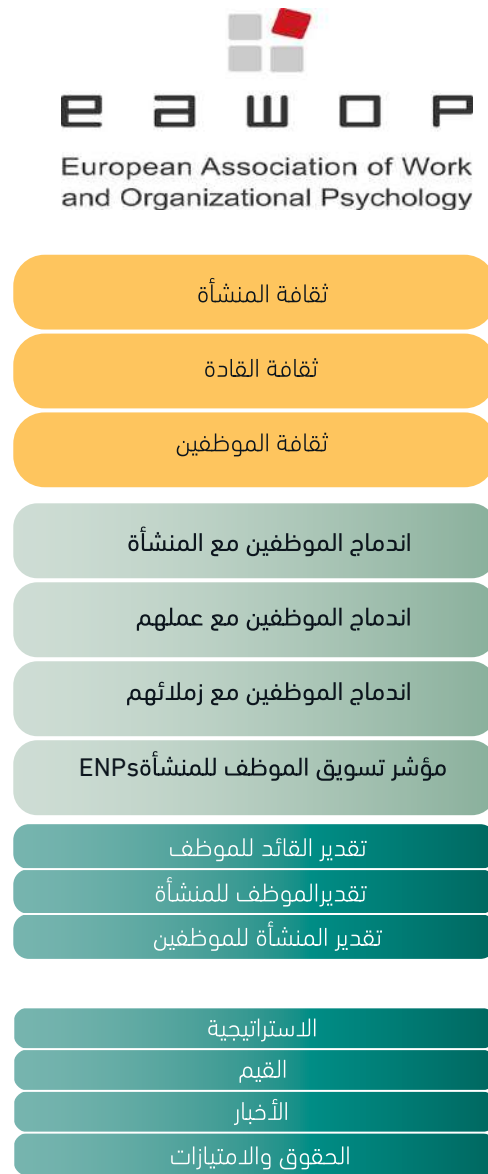 eawop
European Association of Work
and Organizational Psychology
ثقافة المنشأة
ثقافة القادة
ثقافة الموظفين
اندماج الموظفين مع المنشأة
اندماج الموظفين مع عملهم
اندماج الموظفين مع زملائهم
مؤشر تسويق الموظف للمنشأةENPs
تقدير القائد للموظف
تقديرالموظف للمنشأة
تقدير المنشأة للموظفين
الاستراتيجية
القيم
الأخبار
الحقوق والامتيازات